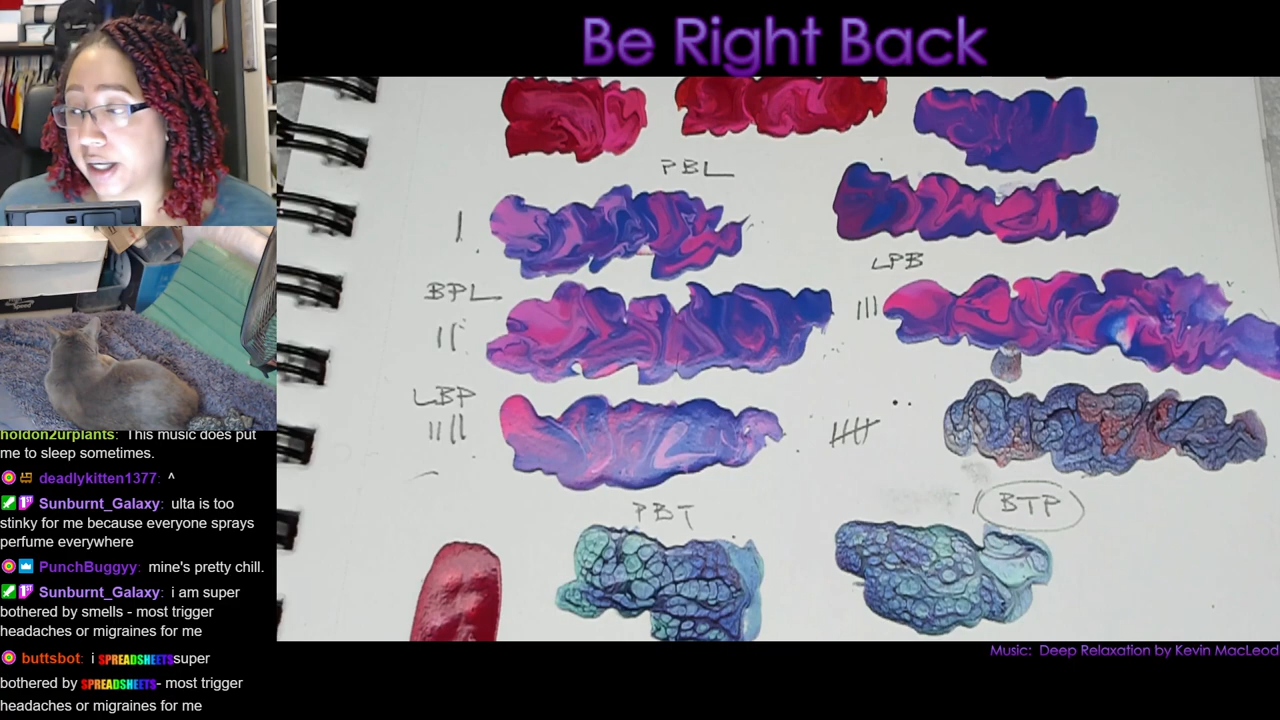 Be Right Back
PBL
I
LPB
BPL
II
III
LBP
IIII
PBT
BTP
holdon2urplants: This music does put
me to sleep sometimes.
deadlykitten1377: ^
Sunburnt_Galaxy: ulta is too
stinky for me because everyone sprays
perfume everywhere
PunchBuggyy: mine's pretty chill.
Sunburnt_Galaxy: i am super
bothered by smells - most trigger
headaches or migraines for me
buttsbot: i SPREADSHEETS super
bothered by SPREADSHEETS - most trigger
headaches or migraines for me
Music: Deep Relaxation by Kevin MacLeod